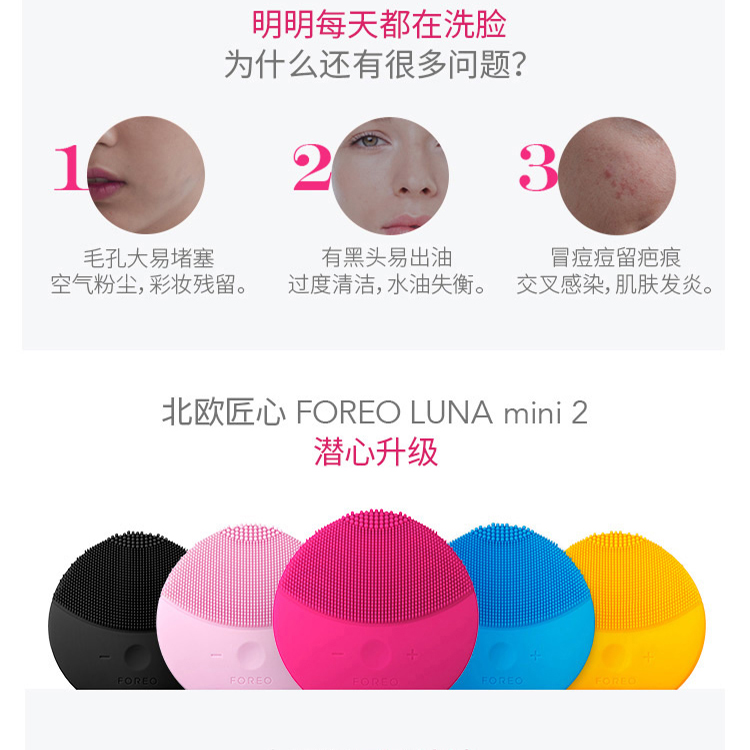 明明每天都在洗脸
为什么还有很多问题?
1
2
3
毛孔大易堵塞
空气粉尘,彩妆残留。
有黑头易出油
过度清洁,水油失衡。
冒痘痘留疤痕
交叉感染,肌肤发炎。
北欧匠心 FOREO LUNA mini 2
潜心升级
FOREO
FOREO
FOREO
FOREO
FOREO